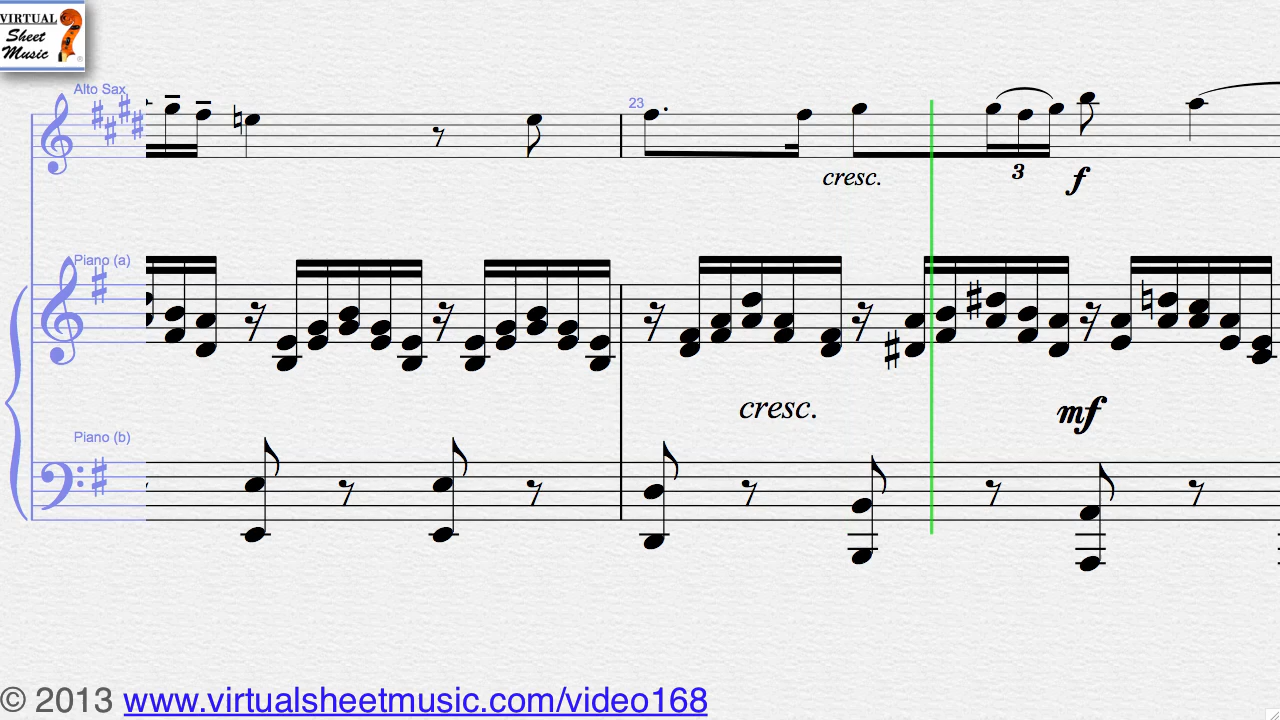 VIRTUAL
Sheet
Music
Alto Sax
23
cresc.
3
f
Piano (a)
cresc.
mf
Piano (b)
© 2013 www.virtualsheetmusic.com/video168